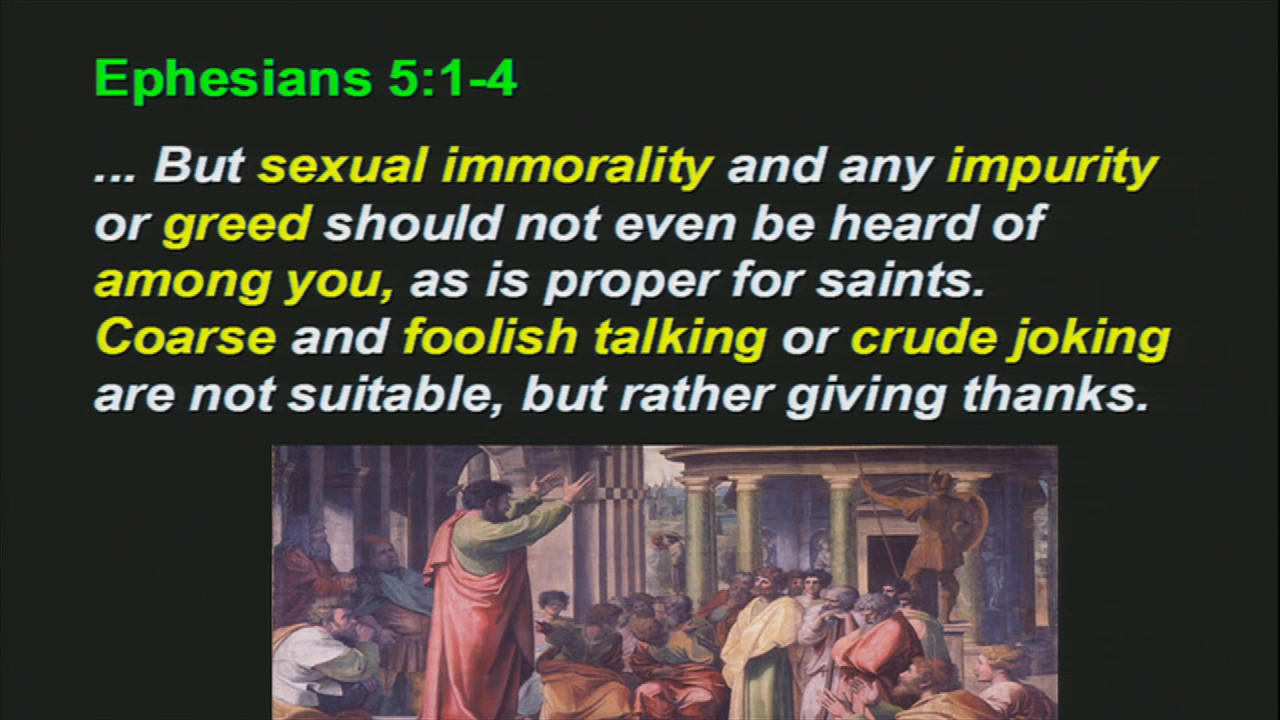 Ephesians 5:1-4
... But sexual immorality and any impurity
or greed should not even be heard of
among you, as is proper for saints.
Coarse and foolish talking or crude joking
are not suitable, but rather giving thanks.